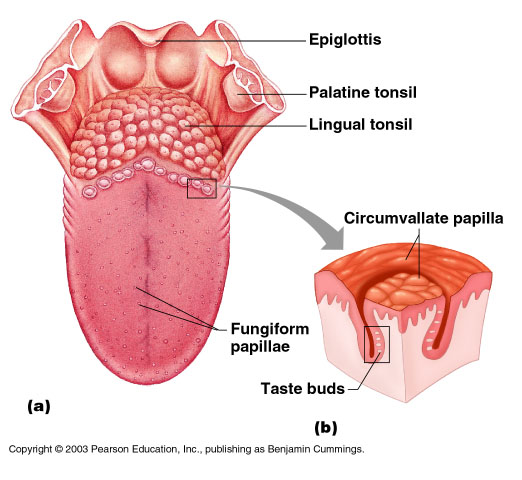 Epiglottis
Palatine tonsil
Lingual tonsil
Circumvallate papilla
Fungiform
papillae
Taste buds
(a)
(b)
Copyright © 2003 Pearson Education, Inc., publishing as Benjamin Cummings.